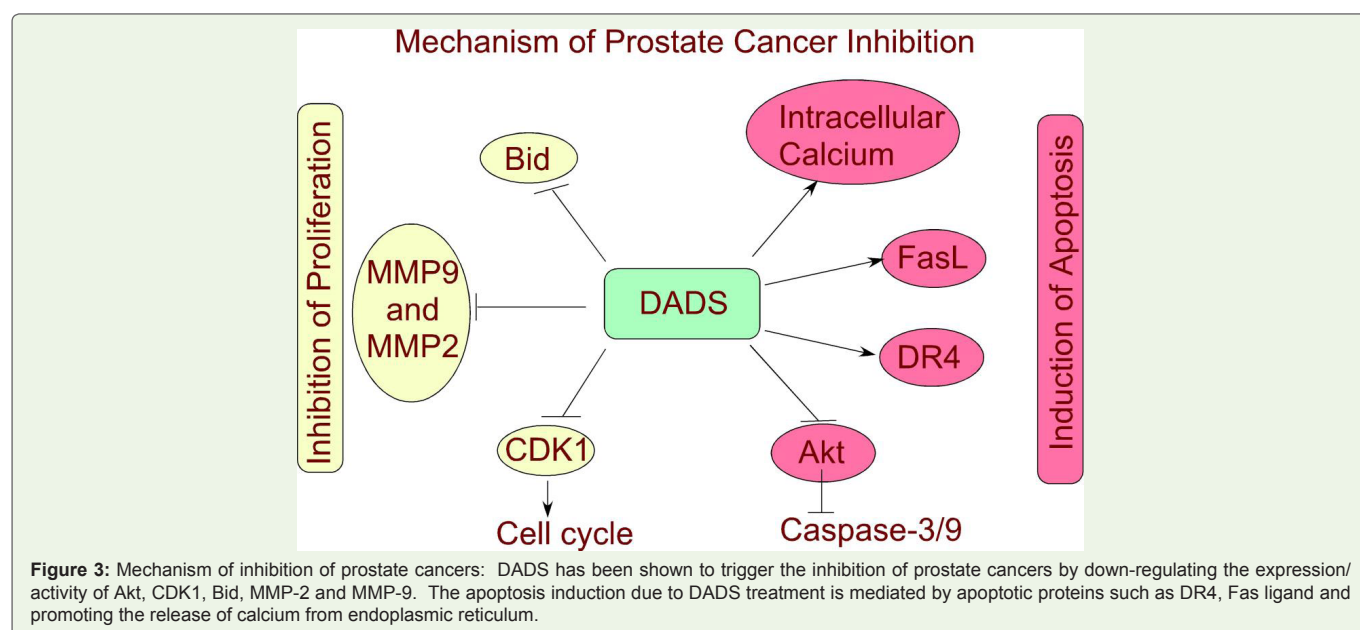 Mechanism of Prostate Cancer Inhibition
Inhibition of Proliferation
Bid
MMP9
and
MMP2
CDK1
Cell cycle
DADS
Intracellular
Calcium
FasL
DR4
Akt
Caspase-3/9
Induction of Apoptosis
Figure 3: Mechanism of inhibition of prostate cancers: DADS has been shown to trigger the inhibition of prostate cancers by down-regulating the expression/
activity of Akt, CDK1, Bid, MMP-2 and MMP-9. The apoptosis induction due to DADS treatment is mediated by apoptotic proteins such as DR4, Fas ligand and
promoting the release of calcium from endoplasmic reticulum.